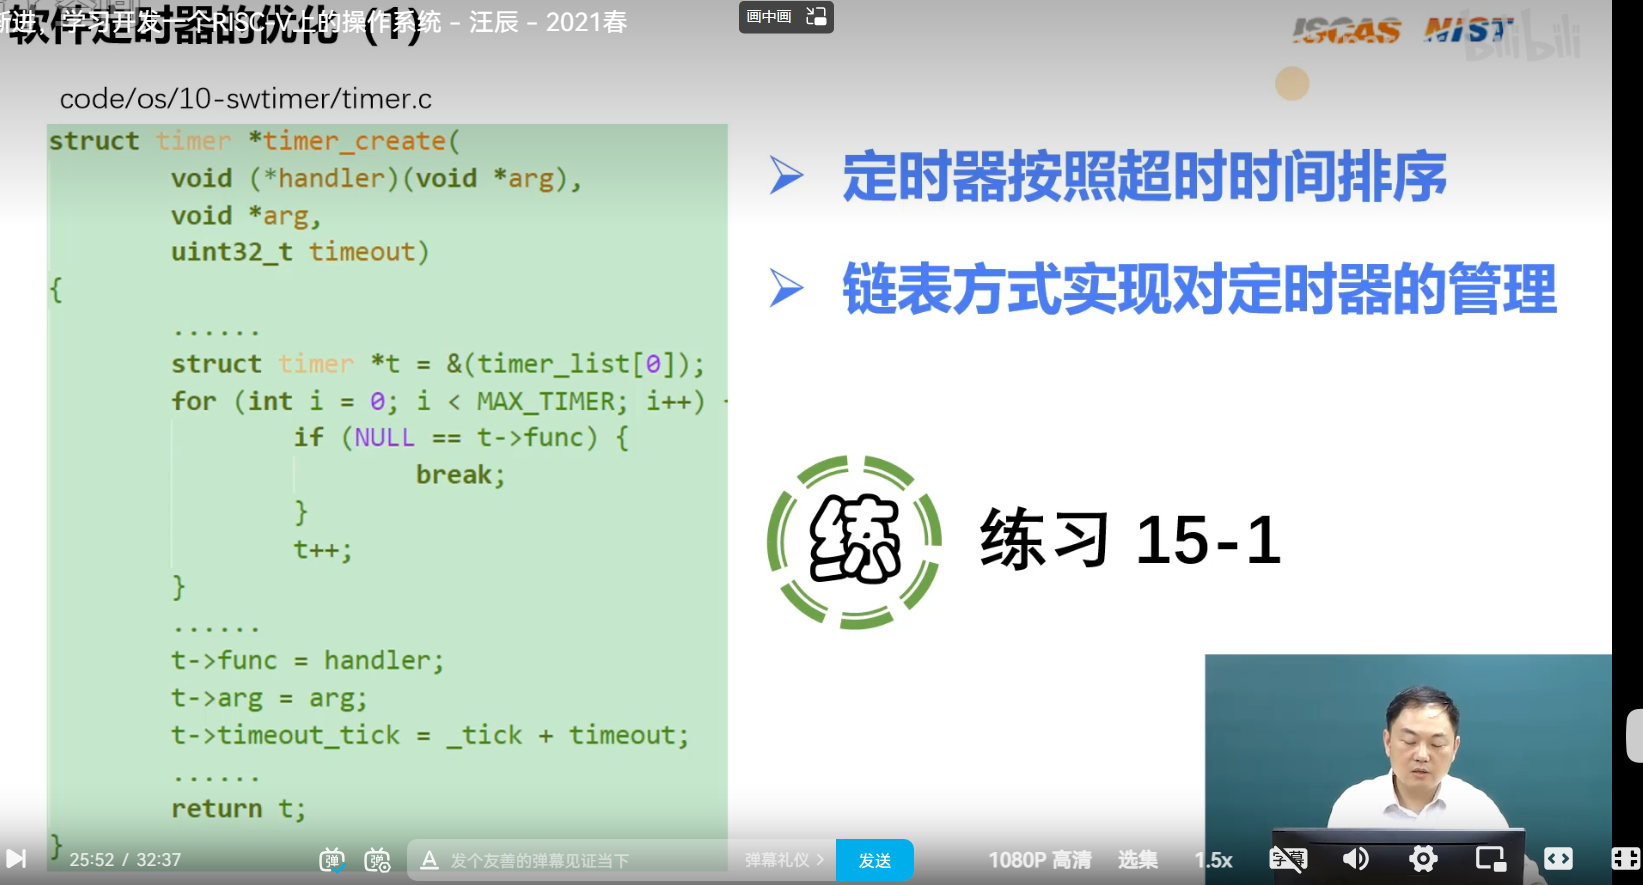 软件定时器的优化 (1)
渐进,学习开发一个RISC-V上的操作系统 - 汪辰 - 2021春
画中画
ISCAS MIST
bilibili
code/os/10-swtimer/timer.c
struct timer *timer_create(
void (*handler)(void *arg),
void *arg,
uint32_t timeout)
{
......
struct timer *t = &(timer_list[0]);
for (int i = 0; i < MAX_TIMER; i++)
if (NULL == t->func) {
break;
}
t++;
}
......
t->func = handler;
t->arg = arg;
t->timeout_tick = _tick + timeout;
......
return t;
}
➢ 定时器按照超时时间排序
➢ 链表方式实现对定时器的管理
练
练习 15-1
25:52 / 32:37
弹
弹
A
发个友善的弹幕见证当下
弹幕礼仪 >
发送
1080P 高清
选集
1.5x
字幕